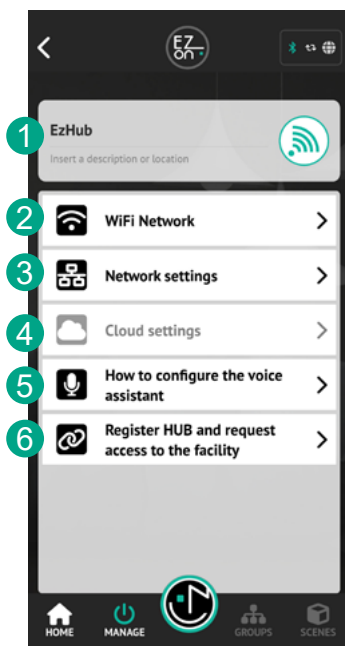 EZ
on
1
EzHub
Insert a description or location
2
WiFi Network
3
Network settings
4
Cloud settings
5
How to configure the voice
assistant
6
Register HUB and request
access to the facility
HOME
MANAGE
GROUPS
SCENES